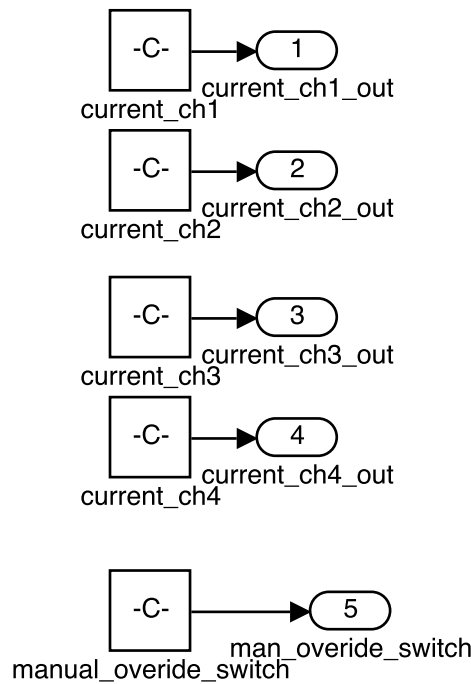 -C-
1
current_ch1_out
current_ch1
-C-
2
current_ch2_out
current_ch2
-C-
3
current_ch3_out
current_ch3
-C-
4
current_ch4_out
current_ch4
-C-
5
man_overide_switch
manual_overide_switch